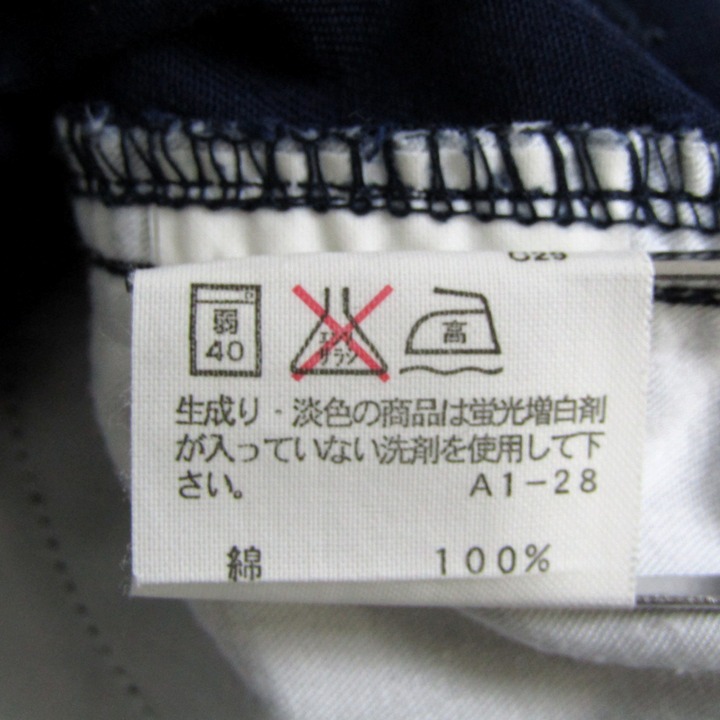 C29
弱
40
エンソ
サラシ
高
生成り・淡色の商品は蛍光増白剤
が入っていない洗剤を使用して下
さい。 A1-28
綿 100%